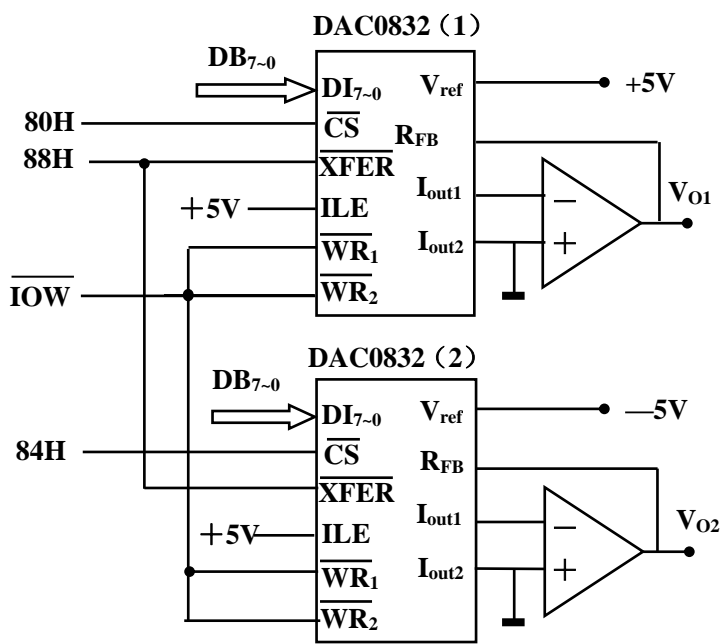 DAC0832（1）
DB7~0
DI7~0
Vref
+5V
80H
CS
RFB
88H
XFER
Iout1
VO1
＋5V
ILE
−
WR1
Iout2
+
IOW
WR2
DAC0832（2）
DB7~0
DI7~0
Vref
—5V
84H
CS
RFB
XFER
Iout1
VO2
＋5V
ILE
−
WR1
Iout2
+
WR2